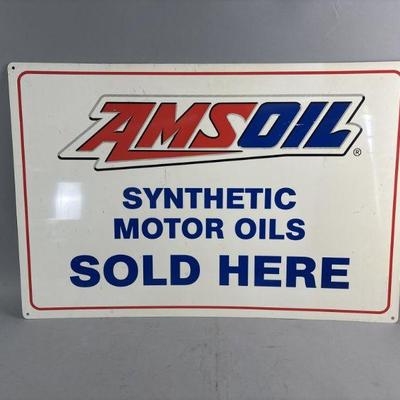 AMSOIL®
SYNTHETIC
MOTOR OILS
SOLD HERE